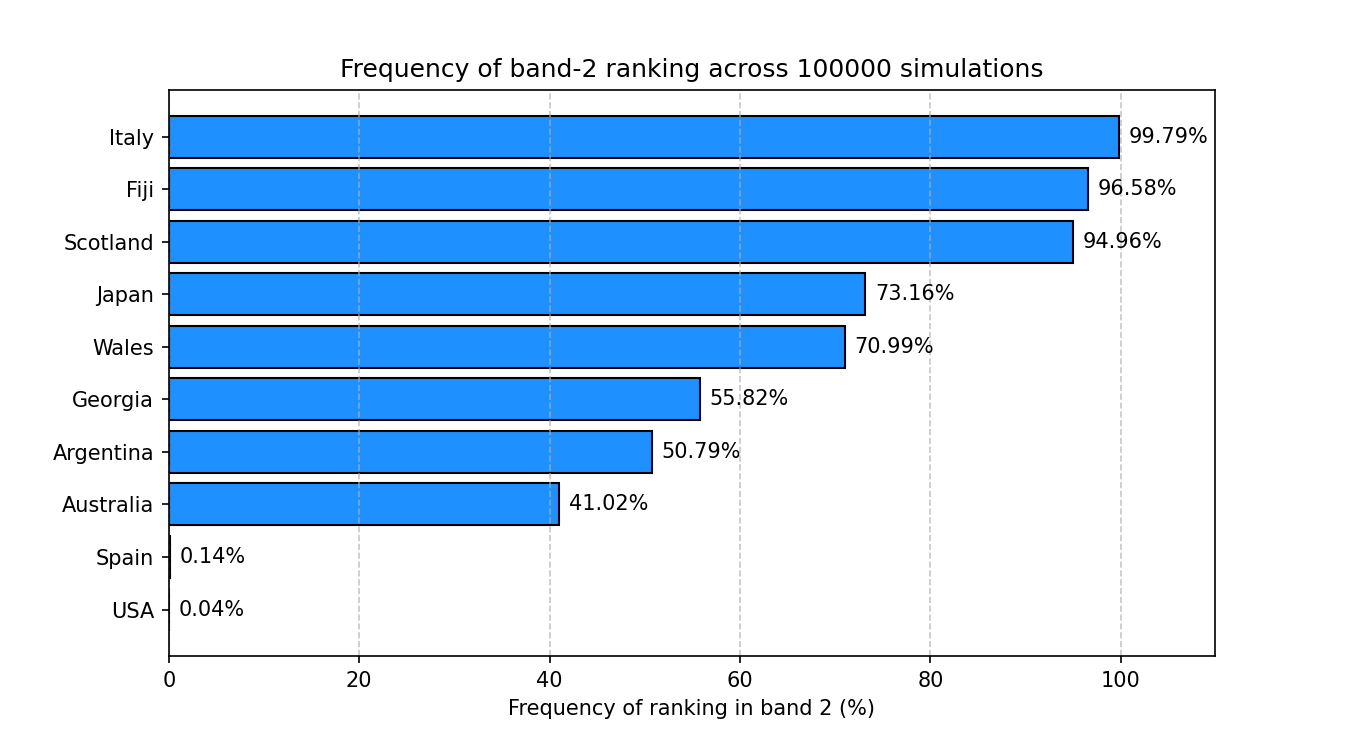 Frequency of band-2 ranking across 100000 simulations
Italy 99.79%
Fiji 96.58%
Scotland 94.96%
Japan 73.16%
Wales 70.99%
Georgia 55.82%
Argentina 50.79%
Australia 41.02%
Spain 0.14%
USA 0.04%
0 20 40 60 80 100
Frequency of ranking in band 2 (%)